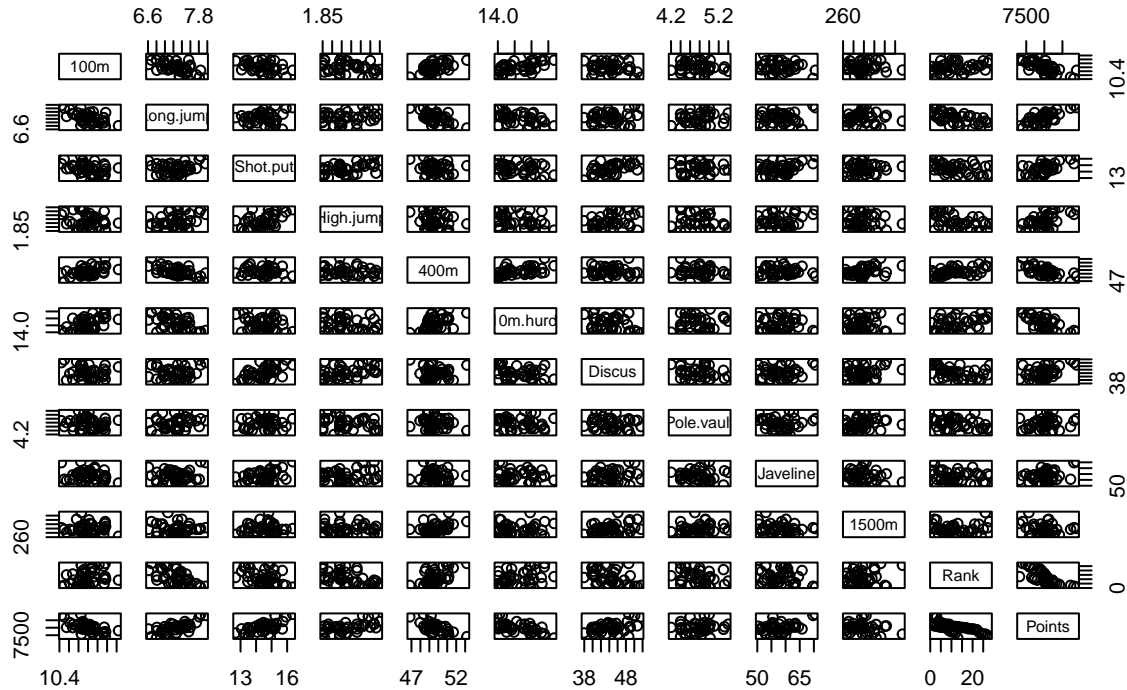 6.6 7.8 1.85 14.0 4.2 5.2 260 7500
100m 10.4
6.6 ong.jump
Shot.put 13
1.85 High.jump
400m 47
14.0 0m.hurd
Discus 38
4.2 Pole.vaul
Javeline 50
260 1500m
Rank 0
7500 Points
10.4 13 16 47 52 38 48 50 65 0 20